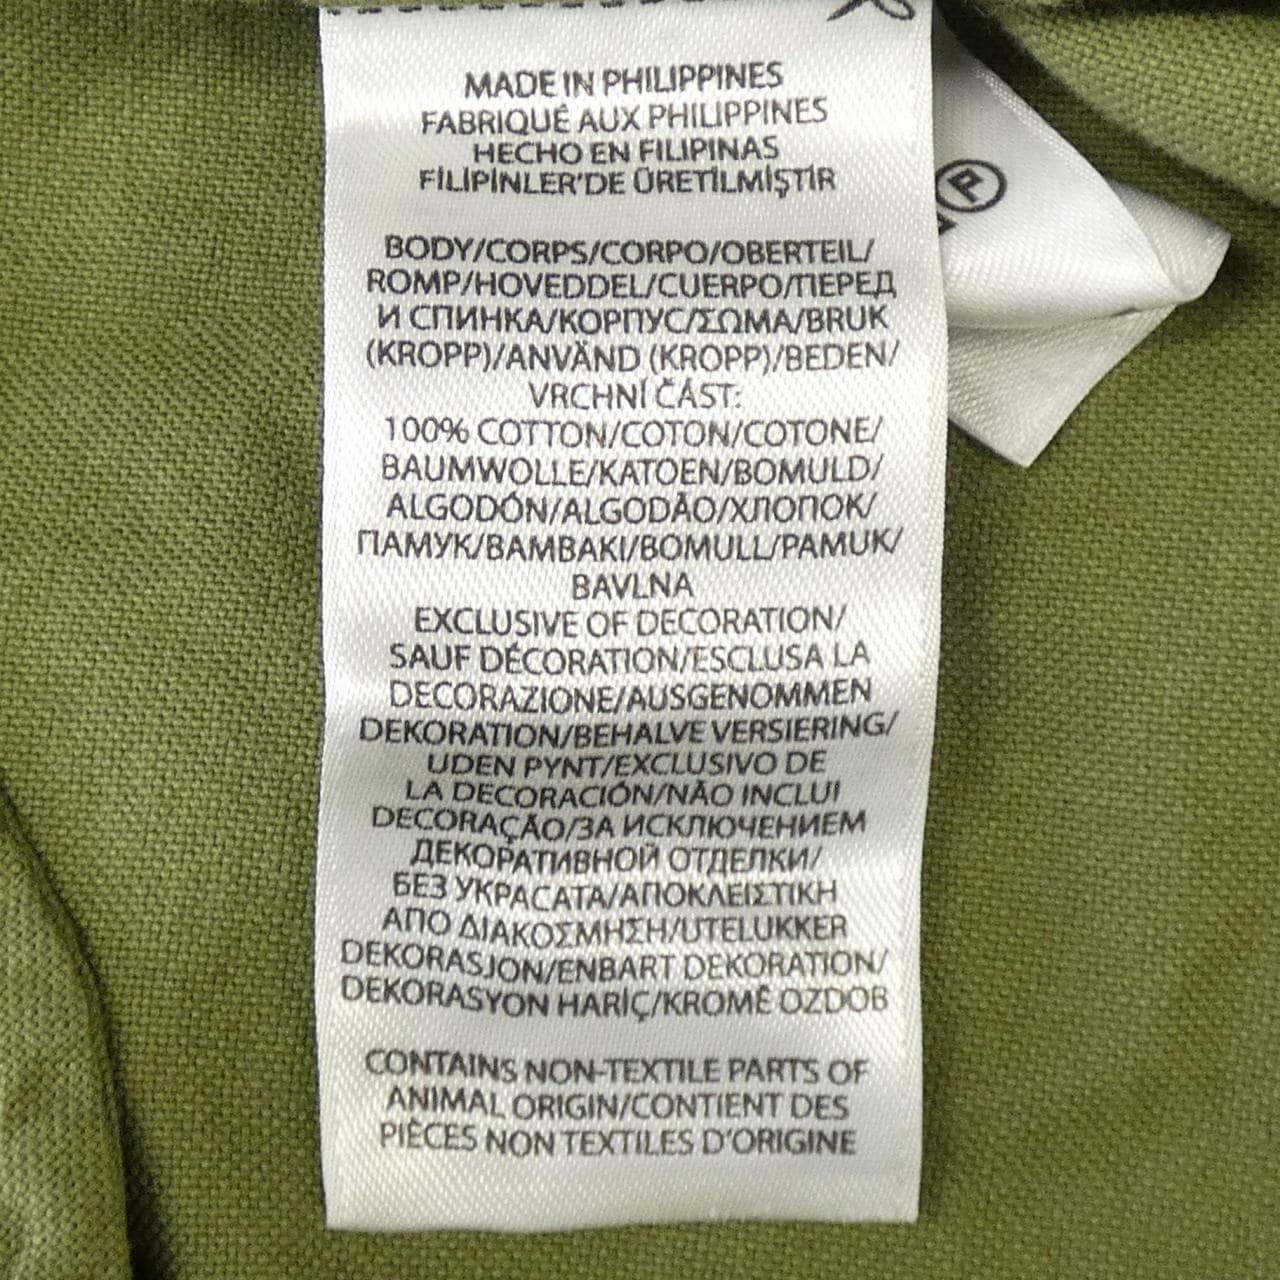 MADE IN PHILIPPINES
FABRIQUÉ AUX PHILIPPINES
HECHO EN FILIPINAS
FİLİPİNLER'DE ÜRETİLMİŞTİR
P
BODY/CORPS/CORPO/OBERTEIL/
ROMP/HOVEDDEL/CUERPO/ПЕРЕД
И СПИНКА/КОРПУС/ΣΩΜΑ/BRUK
(KROPP)/ANVÄND (KROPP)/BEDEN/
VRCHNÍ ČÁST:
100% COTTON/COTON/COTONE/
BAUMWOLLE/KATOEN/BOMULD/
ALGODÓN/ALGODÃO/ХЛОПОК/
ПАМУК/ΒΑΜΒΑΚΙ/BOMULL/PAMUK/
BAVLNA
EXCLUSIVE OF DECORATION/
SAUF DÉCORATION/ESCLUSA LA
DECORAZIONE/AUSGENOMMEN
DEKORATION/BEHALVE VERSIERING/
UDEN PYNT/EXCLUSIVO DE
LA DECORACIÓN/NÃO INCLUI
DECORAÇÃO/ЗА ИСКЛЮЧЕНИЕМ
ДЕКОРАТИВНОЙ ОТДЕЛКИ/
БЕЗ УКРАСАТА/ΑΠΟΚΛΕΙΣΤΙΚΗ
ΑΠΟ ΔΙΑΚΟΣΜΗΣΗ/UTELUKKER
DEKORASJON/ENBART DEKORATION/
DEKORASYON HARİÇ/KROMĚ OZDOB
CONTAINS NON-TEXTILE PARTS OF
ANIMAL ORIGIN/CONTIENT DES
PIÈCES NON TEXTILES D'ORIGINE